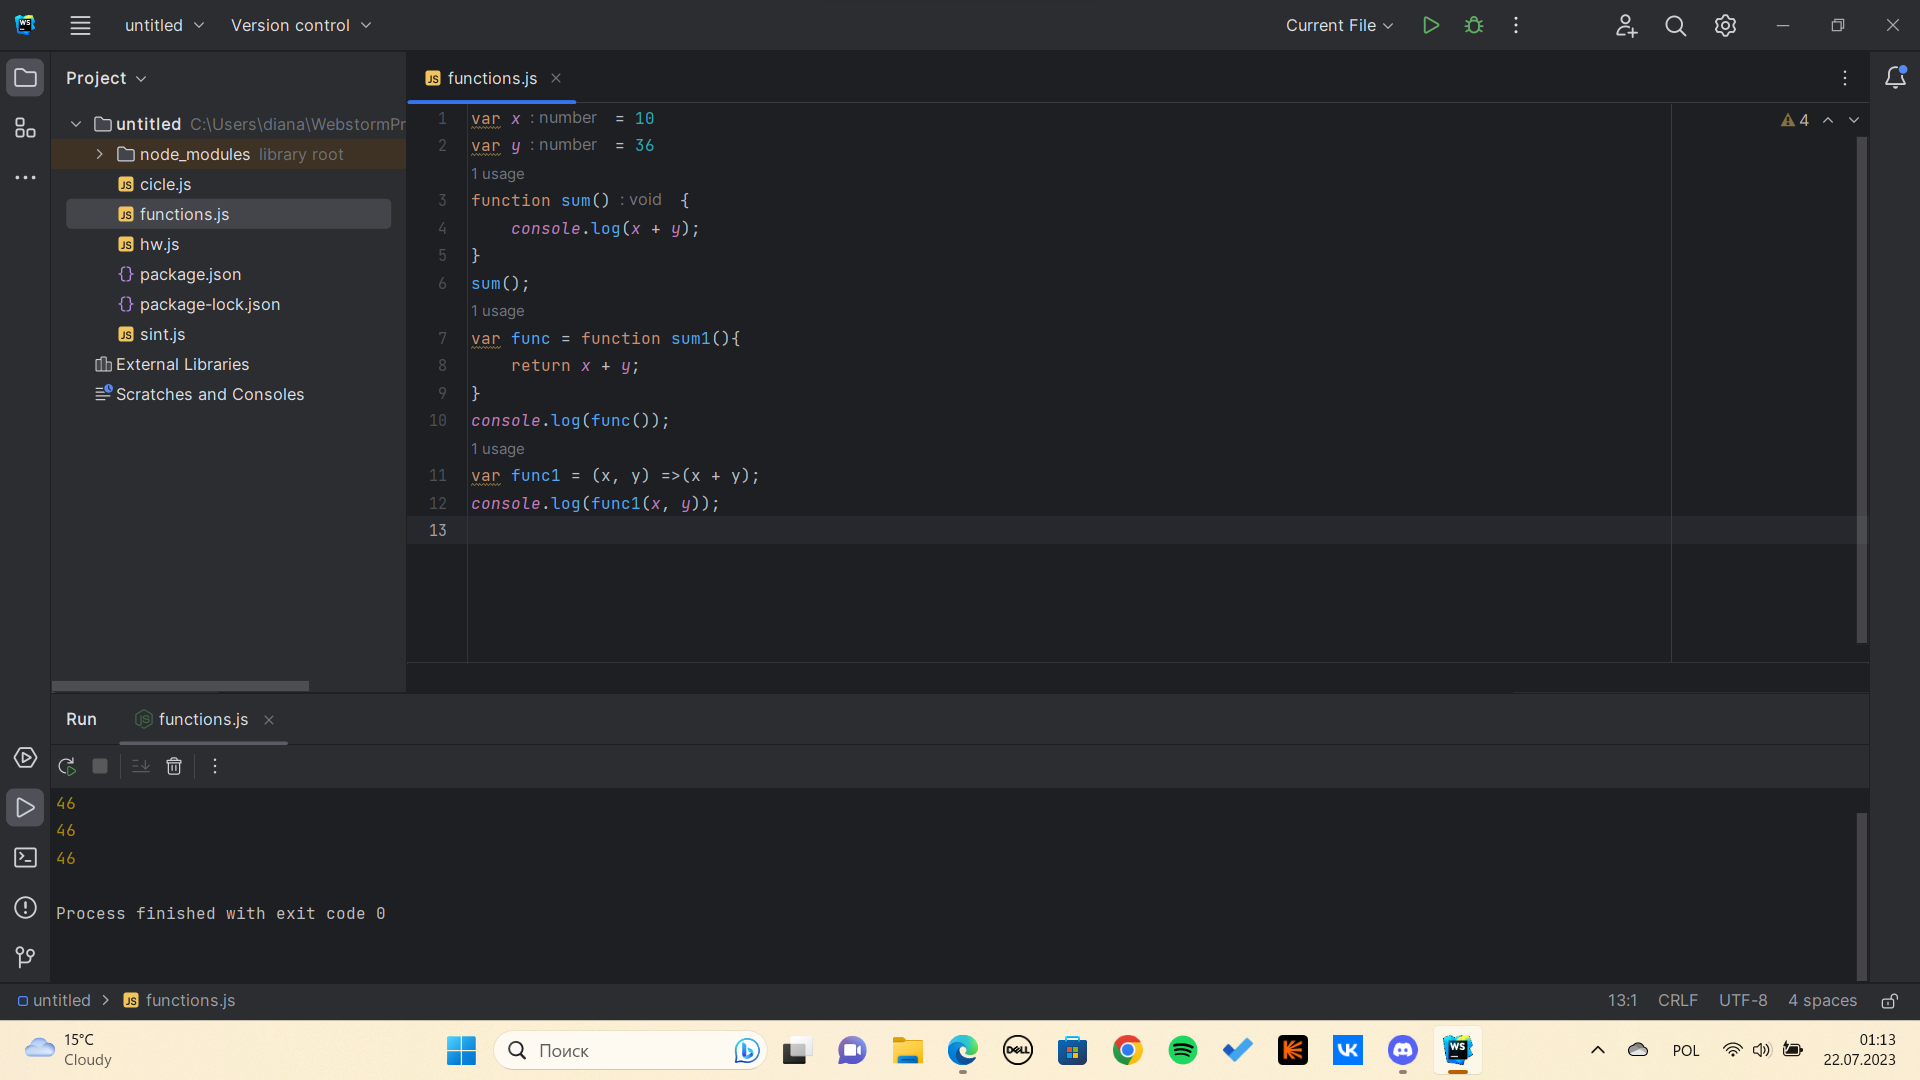 untitled
Version control
Current File
Project
functions.js
untitled C:\Users\diana\WebstormPr
node_modules library root
cicle.js
functions.js
hw.js
package.json
package-lock.json
sint.js
External Libraries
Scratches and Consoles
4
1 var x : number = 10
2 var y : number = 36
1 usage
3 function sum() : void {
4 console.log(x + y);
5 }
6 sum();
1 usage
7 var func = function sum1(){
8 return x + y;
9 }
10 console.log(func());
1 usage
11 var func1 = (x, y) =>(x + y);
12 console.log(func1(x, y));
13
Run
functions.js
46
46
46
Process finished with exit code 0
untitled
functions.js
13:1
CRLF
UTF-8
4 spaces
15°C
Cloudy
Поиск
DELL
VK
WS
POL
01:13
22.07.2023